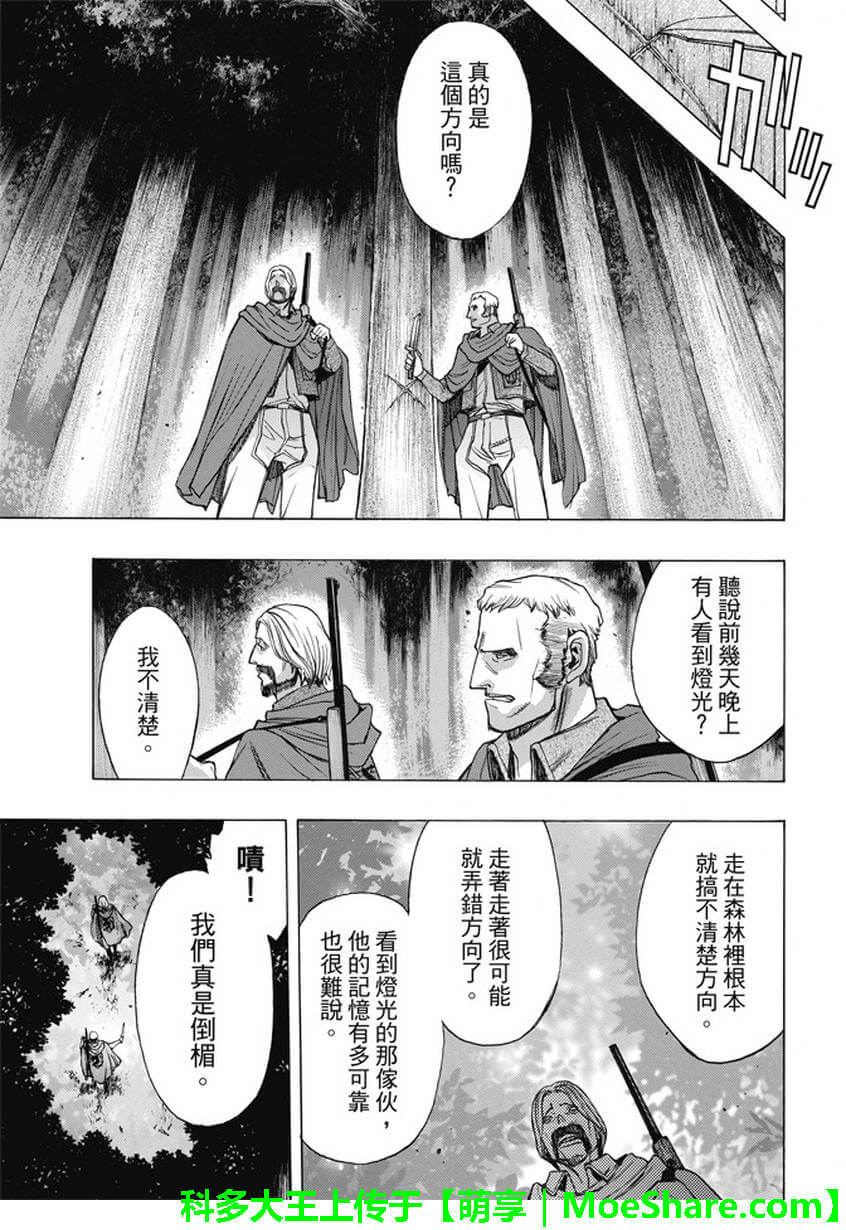 ガ
ガッ
真的是
這個方向嗎？
聽說前幾天晚上
有人看到燈光？
我不清楚。
走在森林裡根本
就搞不清楚方向。
走著走著很可能
就弄錯方向了。
看到燈光的那傢伙，
他的記憶有多可靠
也很難說。
嘖！
我們真是倒楣。
科多大王上传于【萌享｜MoeShare.com】